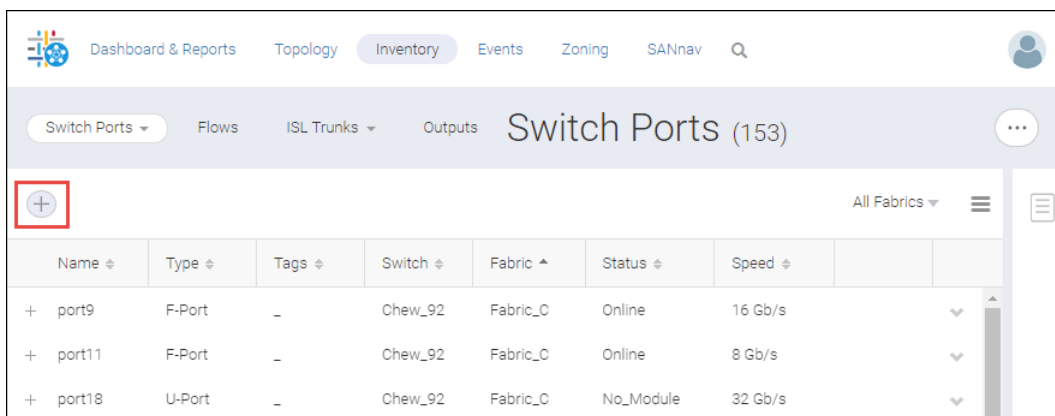 Dashboard & Reports Topology Inventory Events Zoning SANnav
Switch Ports Flows ISL Trunks Outputs Switch Ports (153)
All Fabrics
Name Type Tags Switch Fabric Status Speed
port9 F-Port _ Chew_92 Fabric_C Online 16 Gb/s
port11 F-Port _ Chew_92 Fabric_C Online 8 Gb/s
port18 U-Port _ Chew_92 Fabric_C No_Module 32 Gb/s